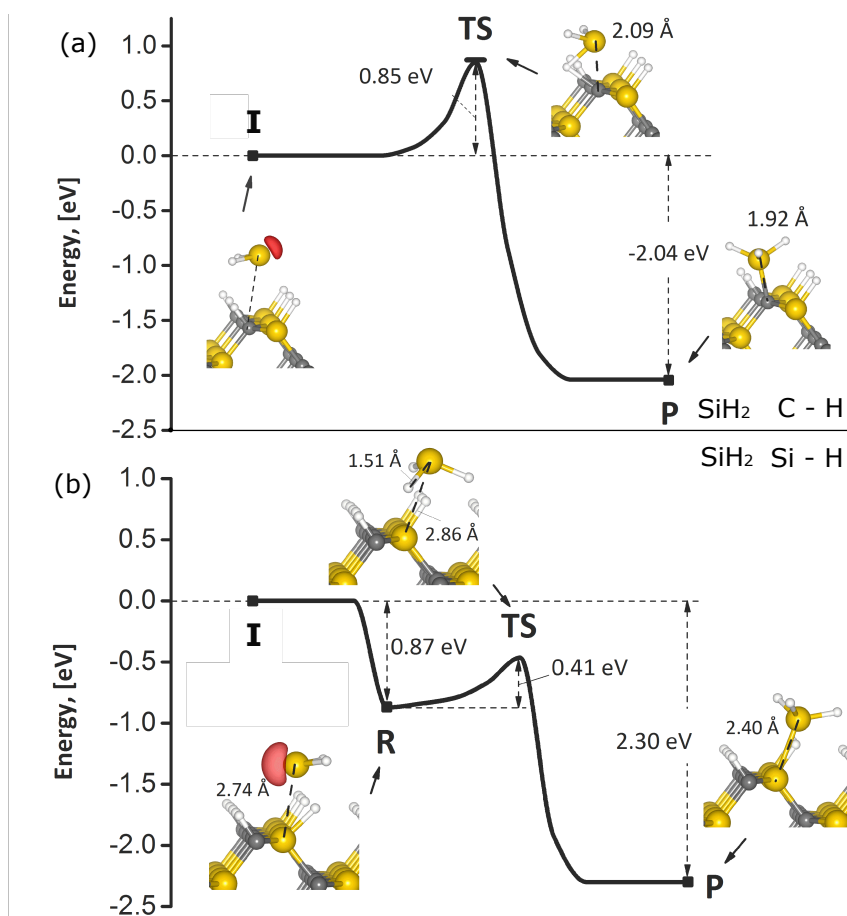 (a)
TS
2.09 Å
1.0
0.85 eV
0.5
I
0.0
-0.5
1.92 Å
-2.04 eV
-1.0
-1.5
-2.0
-2.5
Energy, [eV]
P
SiH₂ C - H
SiH₂ Si - H
(b)
1.51 Å
2.86 Å
1.0
0.5
0.0
I
TS
0.87 eV
0.41 eV
-0.5
-1.0
R
2.30 eV
2.40 Å
2.74 Å
-1.5
-2.0
-2.5
Energy, [eV]
P